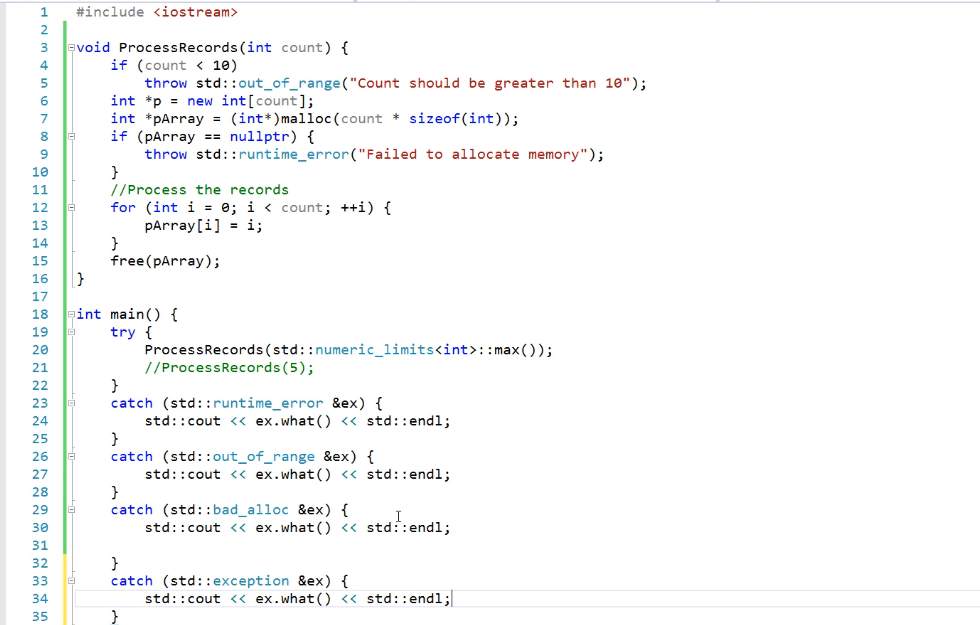 1 #include <iostream>
2
3 void ProcessRecords(int count) {
4     if (count < 10)
5         throw std::out_of_range("Count should be greater than 10");
6     int *p = new int[count];
7     int *pArray = (int*)malloc(count * sizeof(int));
8     if (pArray == nullptr) {
9         throw std::runtime_error("Failed to allocate memory");
10     }
11     //Process the records
12     for (int i = 0; i < count; ++i) {
13         pArray[i] = i;
14     }
15     free(pArray);
16 }
17
18 int main() {
19     try {
20         ProcessRecords(std::numeric_limits<int>::max());
21         //ProcessRecords(5);
22     }
23     catch (std::runtime_error &ex) {
24         std::cout << ex.what() << std::endl;
25     }
26     catch (std::out_of_range &ex) {
27         std::cout << ex.what() << std::endl;
28     }
29     catch (std::bad_alloc &ex) {
30         std::cout << ex.what() << std::endl;
31
32     }
33     catch (std::exception &ex) {
34         std::cout << ex.what() << std::endl;
35     }